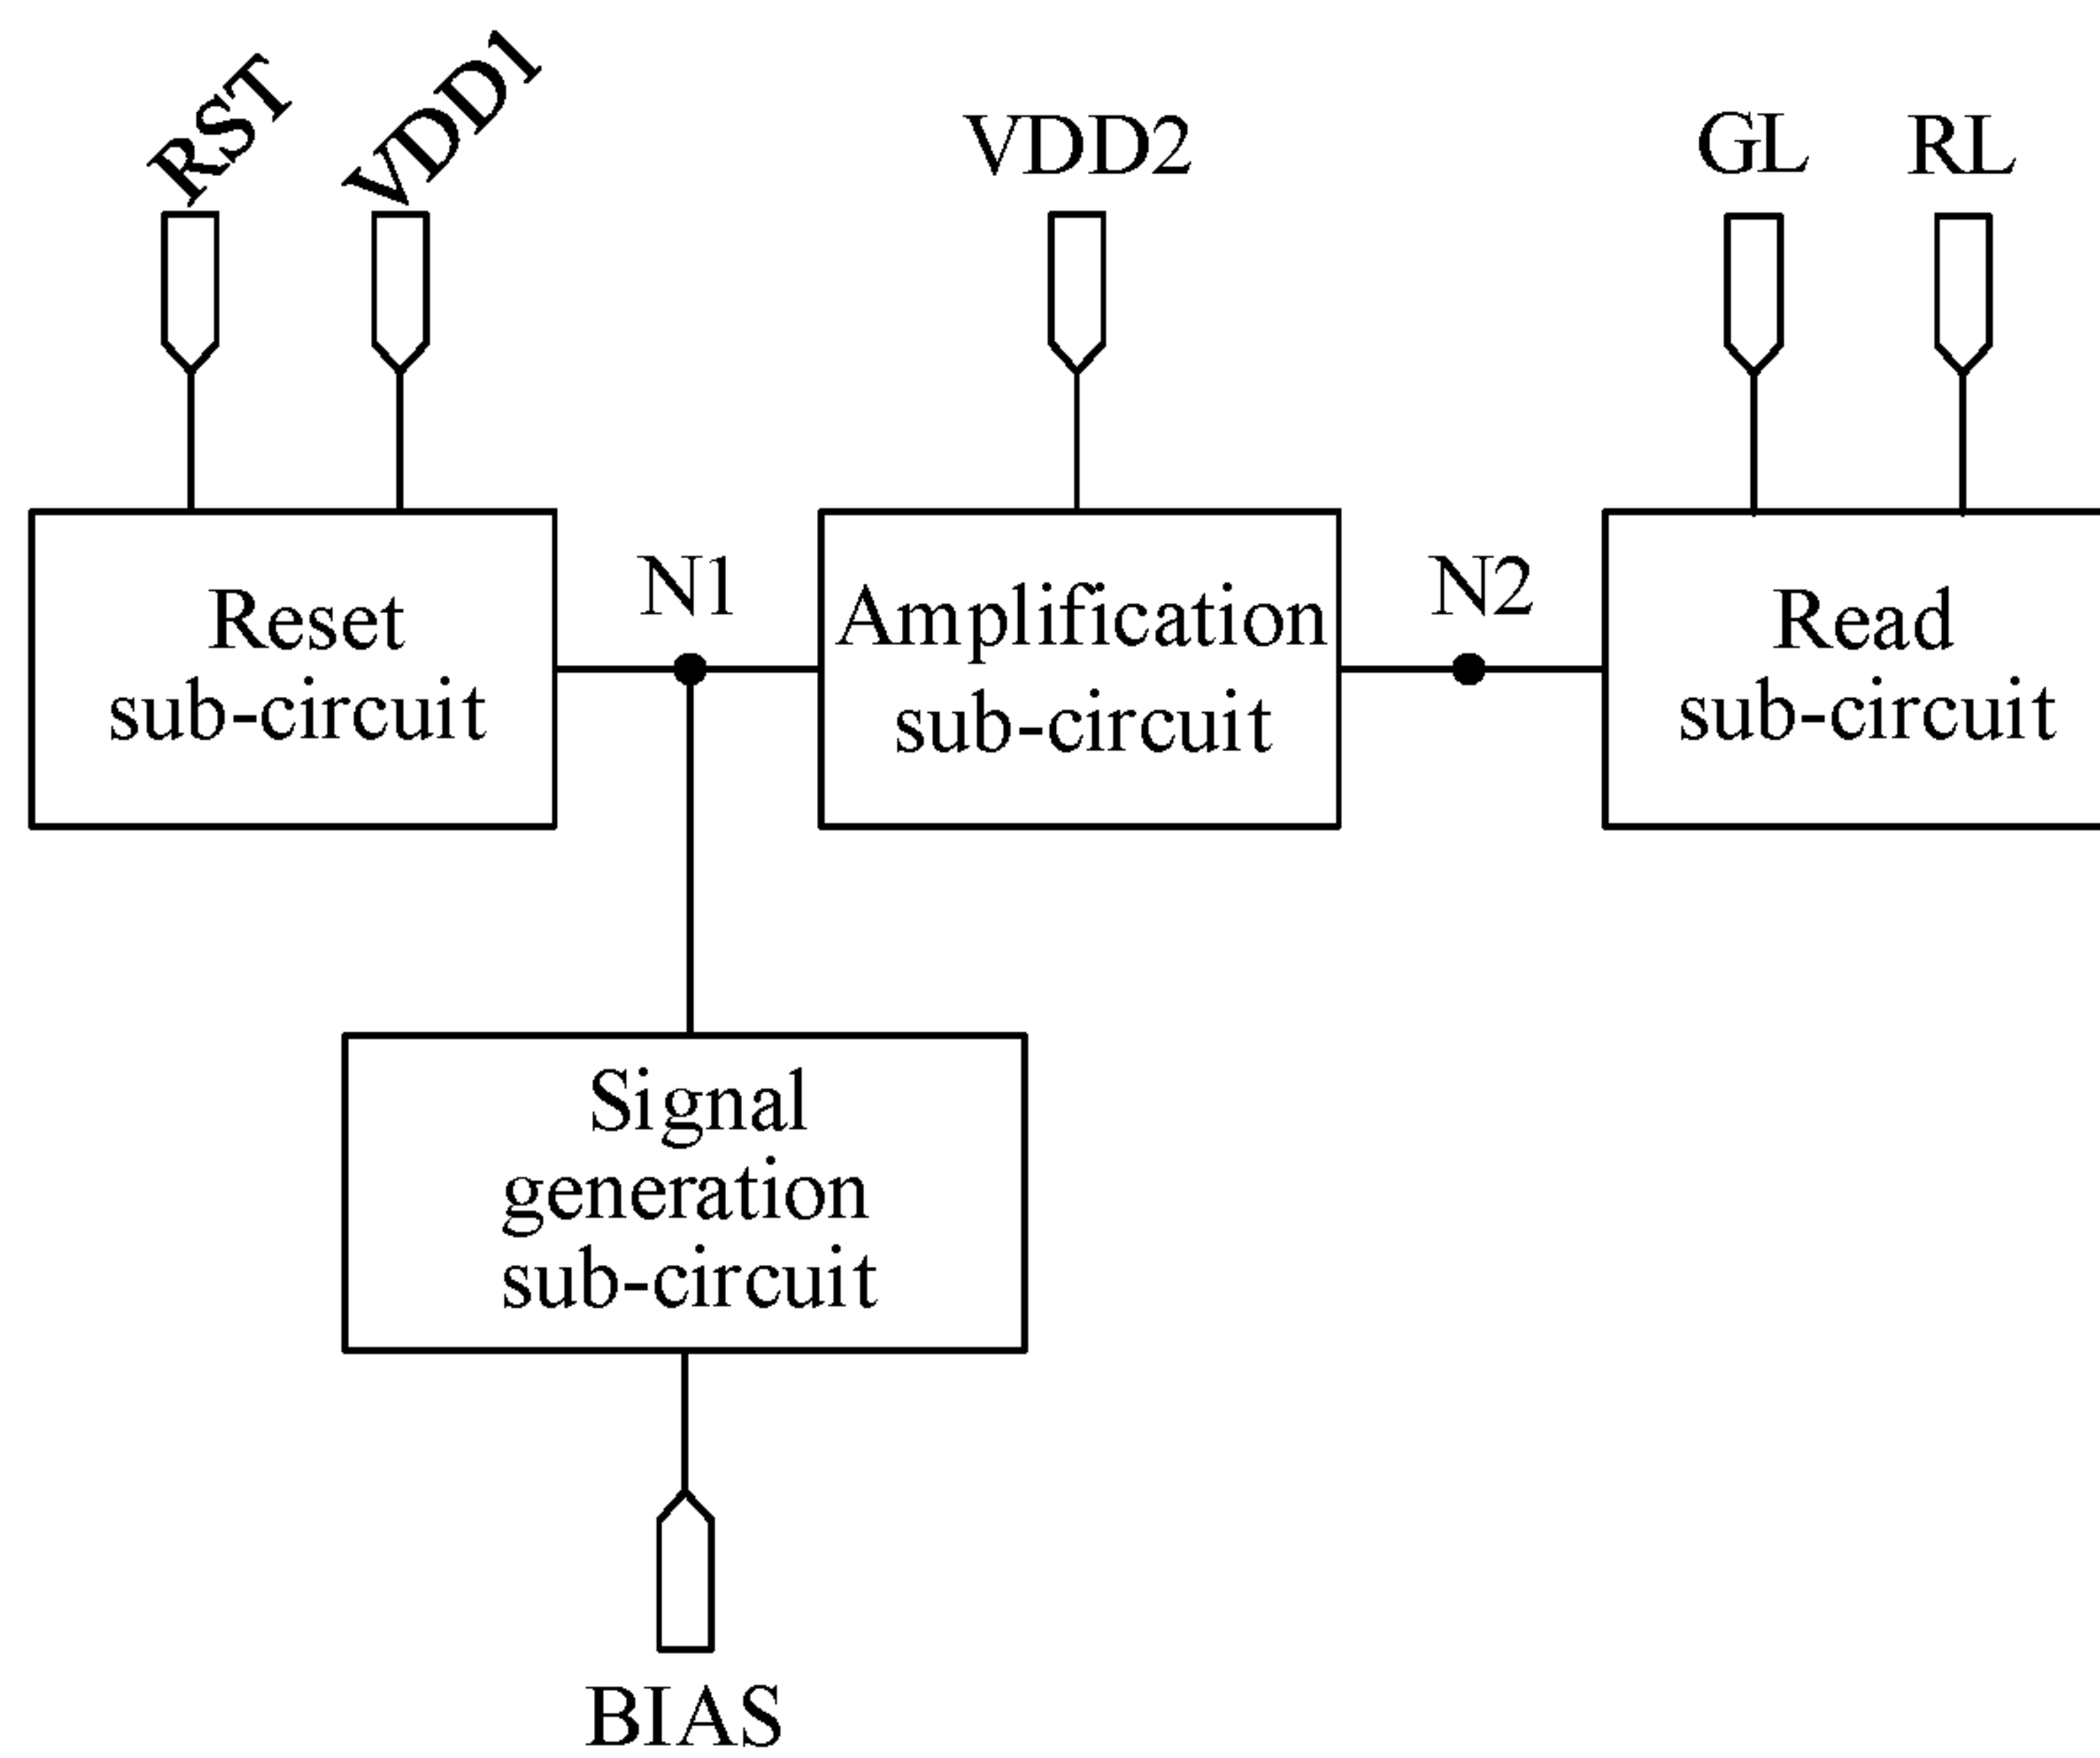 RST
VDD1
VDD2
GL
RL
Reset
sub-circuit
N1
Amplification
sub-circuit
N2
Read
sub-circuit
Signal
generation
sub-circuit
BIAS